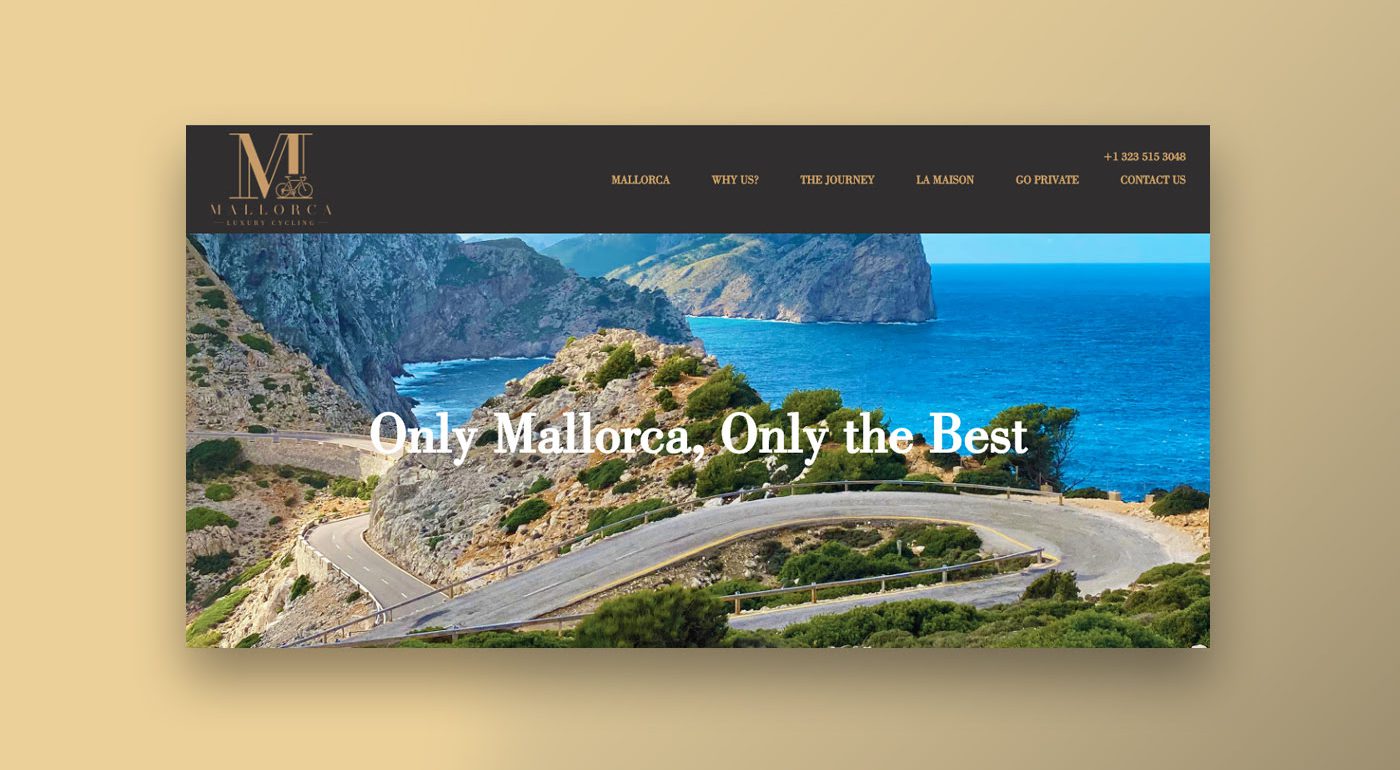 M
MALLORCA
LUXURY CYCLING
+1 323 515 3048
MALLORCA WHY US? THE JOURNEY LA MAISON GO PRIVATE CONTACT US
Only Mallorca, Only the Best